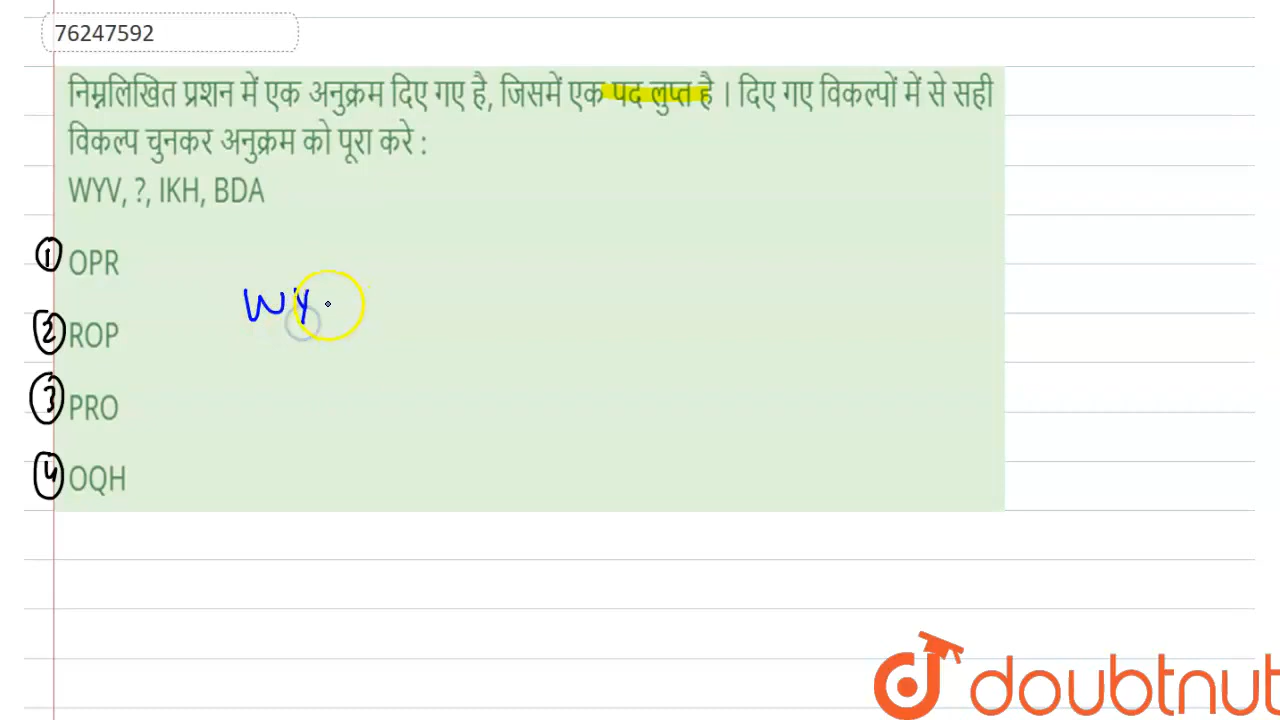 76247592
निम्नलिखित प्रशन में एक अनुक्रम दिए गए है, जिसमें एक पद लुप्त है । दिए गए विकल्पों में से सही
विकल्प चुनकर अनुक्रम को पूरा करे :
WYV, ?, IKH, BDA
1 OPR
WY
2 ROP
3 PRO
4 OQH
doubtnut